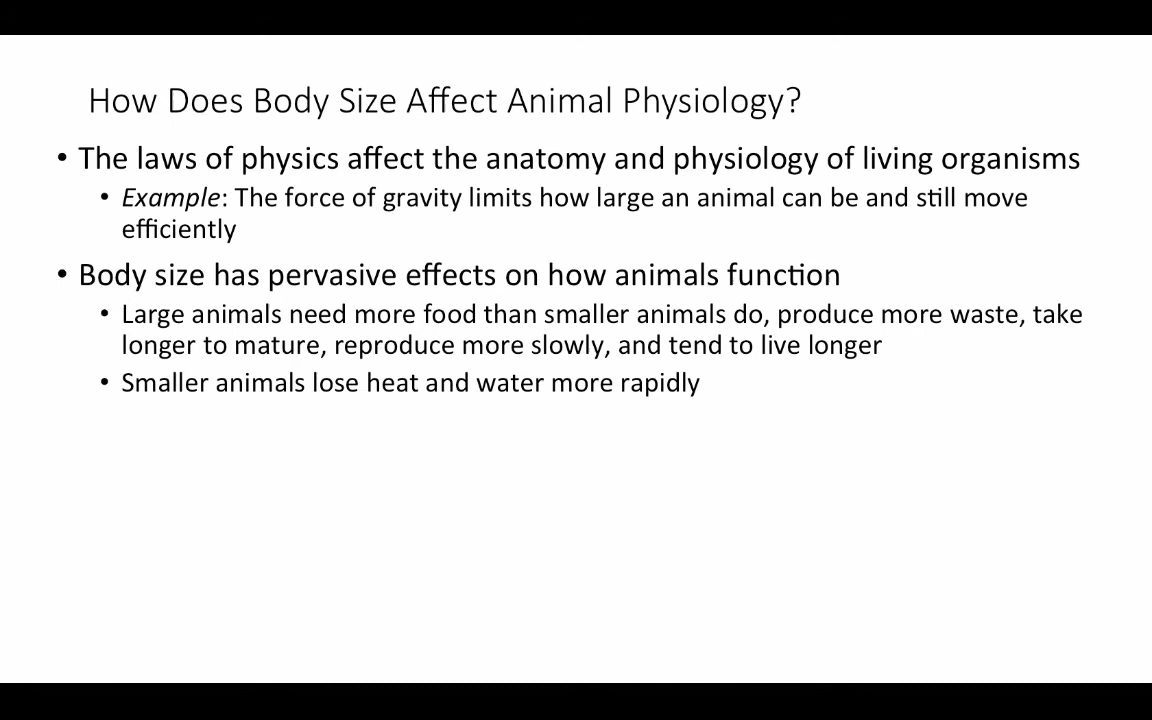 How Does Body Size Affect Animal Physiology?
• The laws of physics affect the anatomy and physiology of living organisms
• Example: The force of gravity limits how large an animal can be and still move
efficiently
• Body size has pervasive effects on how animals function
• Large animals need more food than smaller animals do, produce more waste, take
longer to mature, reproduce more slowly, and tend to live longer
• Smaller animals lose heat and water more rapidly